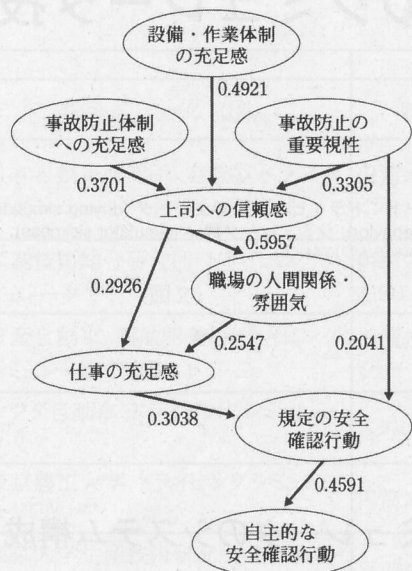 設備・作業体制
の充足感
0.4921
事故防止体制
への充足感
事故防止の
重要視性
0.3701
0.3305
上司への信頼感
0.5957
0.2926
職場の人間関係・
雰囲気
0.2547
0.2041
仕事の充足感
0.3038
規定の安全
確認行動
0.4591
自主的な
安全確認行動